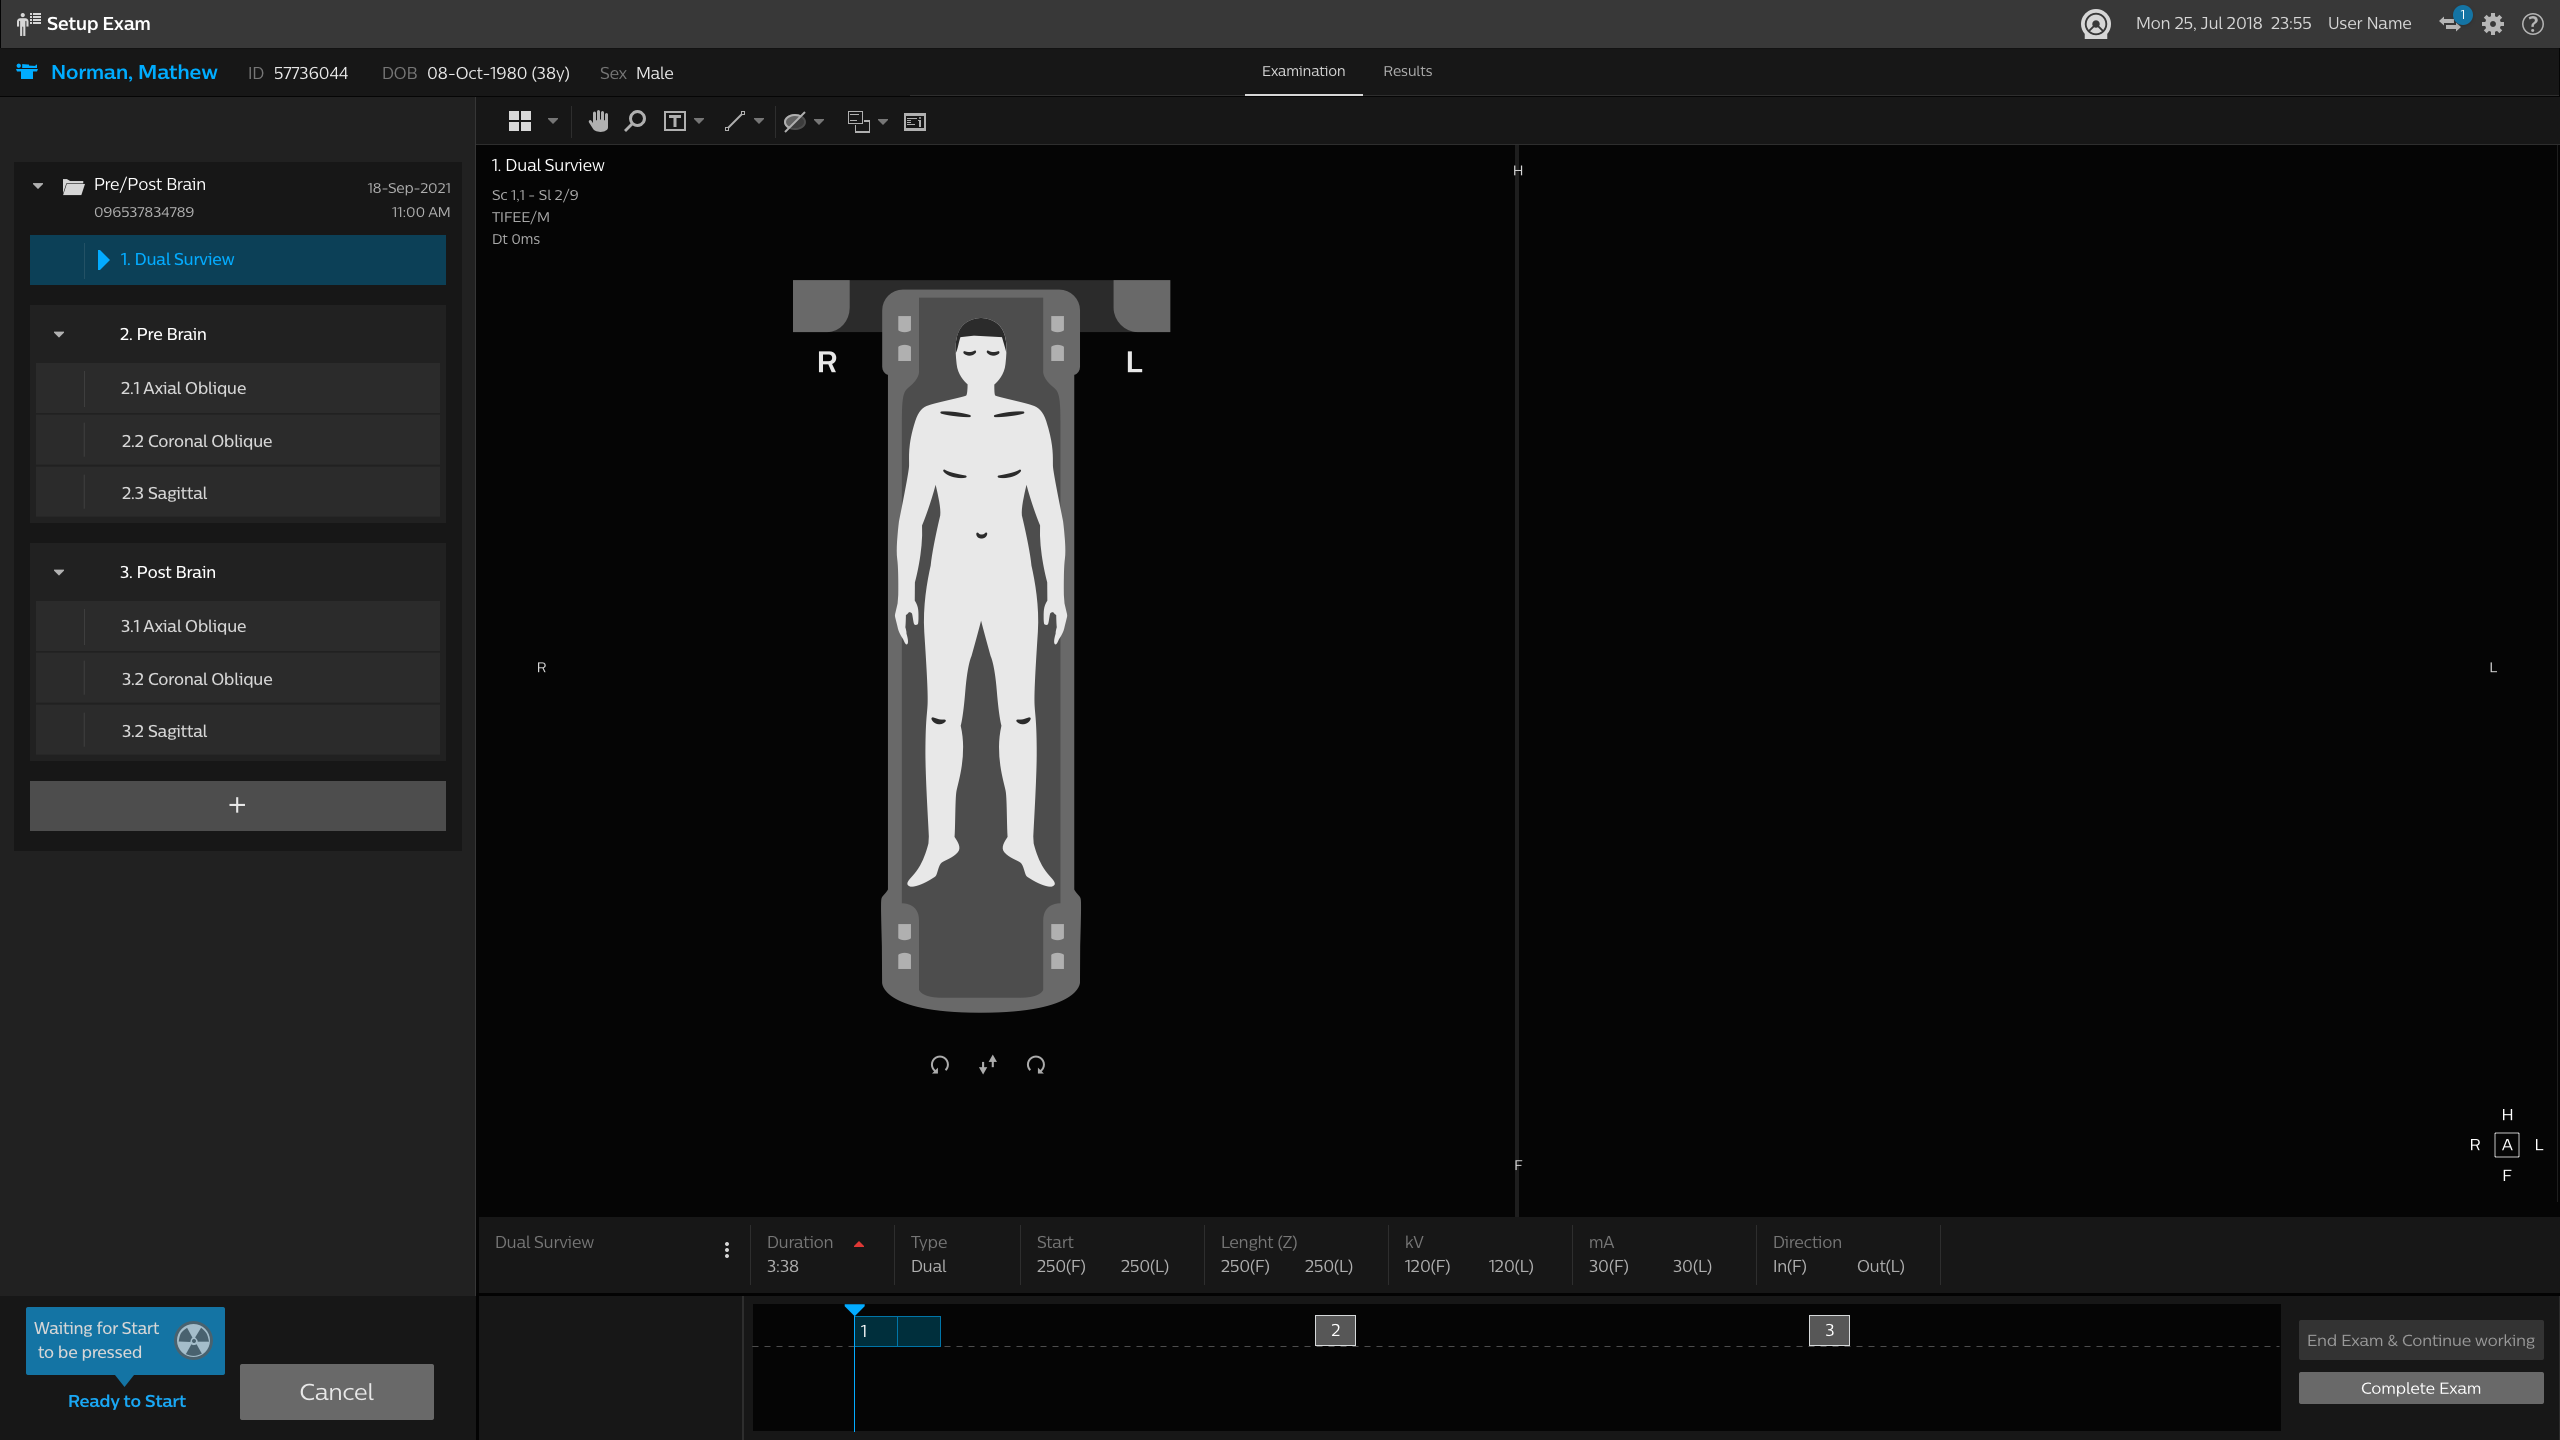 Setup Exam
Mon 25, Jul 2018 23:55 User Name 1
Norman, Mathew ID 57736044 DOB 08-Oct-1980 (38y) Sex Male
Examination Results
T
Pre/Post Brain 18-Sep-2021
096537834789 11:00 AM
1. Dual Surview
2. Pre Brain
2.1 Axial Oblique
2.2 Coronal Oblique
2.3 Sagittal
3. Post Brain
3.1 Axial Oblique
3.2 Coronal Oblique
3.2 Sagittal
+
1. Dual Surview
Sc 1,1 - Sl 2/9
TIFEE/M
Dt 0ms
H
R L
R
L
F
H
R A L
F
Dual Surview
Duration
3:38
Type
Dual
Start
250(F) 250(L)
Lenght (Z)
250(F) 250(L)
kV
120(F) 120(L)
mA
30(F) 30(L)
Direction
In(F) Out(L)
Waiting for Start
to be pressed
Ready to Start
Cancel
1
2
3
End Exam & Continue working
Complete Exam